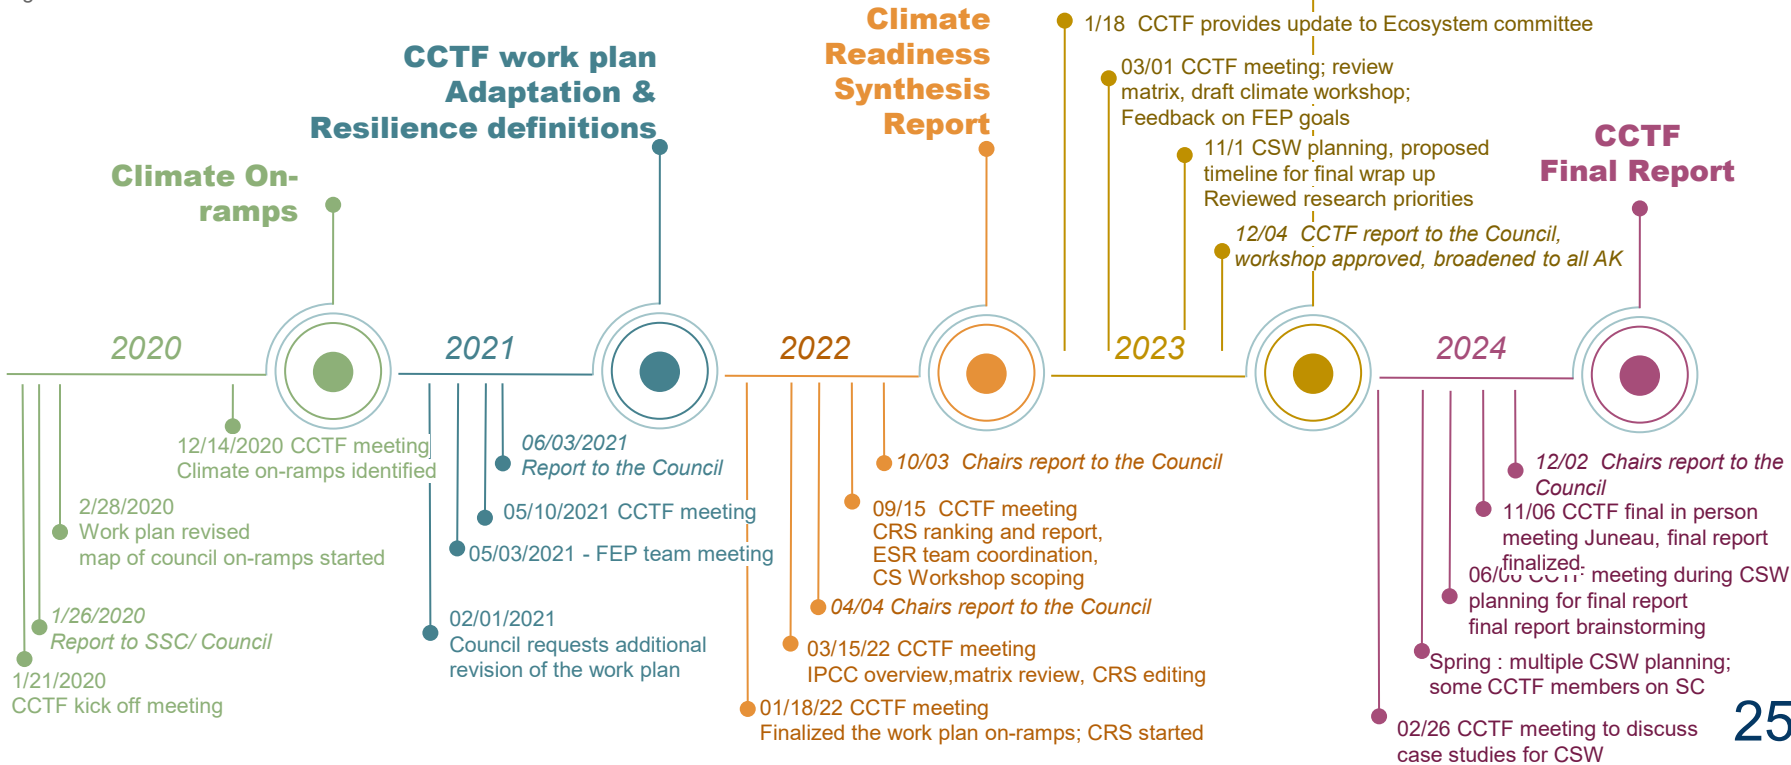 Climate On-
ramps
2020
12/14/2020 CCTF meeting
Climate on-ramps identified
2/28/2020
Work plan revised
map of council on-ramps started
1/26/2020
Report to SSC/ Council
1/21/2020
CCTF kick off meeting
CCTF work plan
Adaptation &
Resilience definitions
2021
06/03/2021
Report to the Council
05/10/2021 CCTF meeting
05/03/2021 - FEP team meeting
02/01/2021
Council requests additional
revision of the work plan
Climate
Readiness
Synthesis
Report
2022
10/03 Chairs report to the Council
09/15 CCTF meeting
CRS ranking and report,
ESR team coordination,
CS Workshop scoping
04/04 Chairs report to the Council
03/15/22 CCTF meeting
IPCC overview,matrix review, CRS editing
01/18/22 CCTF meeting
Finalized the work plan on-ramps; CRS started
1/18 CCTF provides update to Ecosystem committee
03/01 CCTF meeting; review
matrix, draft climate workshop;
Feedback on FEP goals
11/1 CSW planning, proposed
timeline for final wrap up
Reviewed research priorities
12/04 CCTF report to the Council,
workshop approved, broadened to all AK
2023
CCTF
Final Report
2024
12/02 Chairs report to the
Council
11/06 CCTF final in person
meeting Juneau, final report
finalized
meeting during CSW
planning for final report
final report brainstorming
Spring : multiple CSW planning;
some CCTF members on SC
02/26 CCTF meeting to discuss
case studies for CSW
25